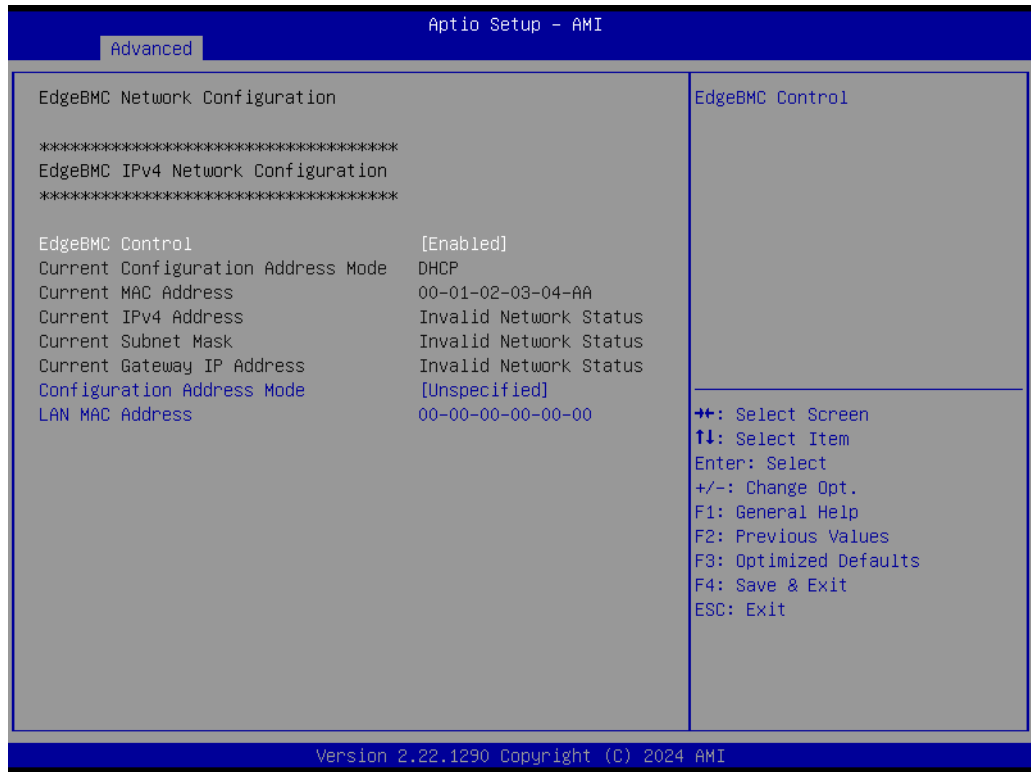 Aptio Setup – AMI
Advanced
EdgeBMC Network Configuration
***********************************
EdgeBMC IPv4 Network Configuration
***********************************
EdgeBMC Control [Enabled]
Current Configuration Address Mode DHCP
Current MAC Address 00-01-02-03-04-AA
Current IPv4 Address Invalid Network Status
Current Subnet Mask Invalid Network Status
Current Gateway IP Address Invalid Network Status
Configuration Address Mode [Unspecified]
LAN MAC Address 00-00-00-00-00-00
EdgeBMC Control
→←: Select Screen
↑↓: Select Item
Enter: Select
+/-: Change Opt.
F1: General Help
F2: Previous Values
F3: Optimized Defaults
F4: Save & Exit
ESC: Exit
Version 2.22.1290 Copyright (C) 2024 AMI